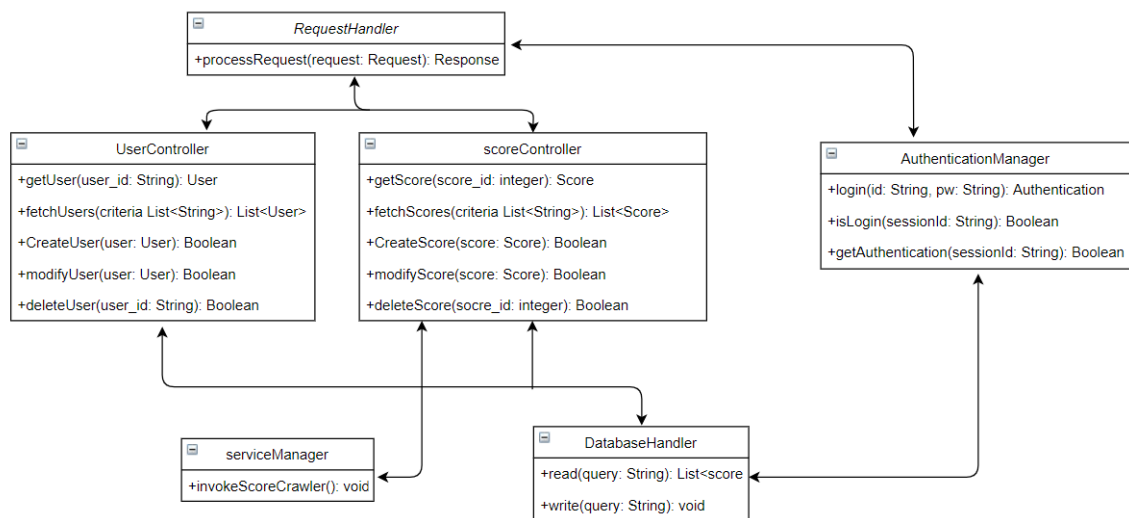 RequestHandler
+processRequest(request: Request): Response
UserController
+getUser(user_id: String): User
+fetchUsers(criteria List<String>): List<User>
+CreateUser(user: User): Boolean
+modifyUser(user: User): Boolean
+deleteUser(user_id: String): Boolean
scoreController
+getScore(score_id: integer): Score
+fetchScores(criteria List<String>): List<Score>
+CreateScore(score: Score): Boolean
+modifyScore(score: Score): Boolean
+deleteScore(socre_id: integer): Boolean
AuthenticationManager
+login(id: String, pw: String): Authentication
+isLogin(sessionId: String): Boolean
+getAuthentication(sessionId: String): Boolean
serviceManager
+invokeScoreCrawler(): void
DatabaseHandler
+read(query: String): List<score
+write(query: String): void